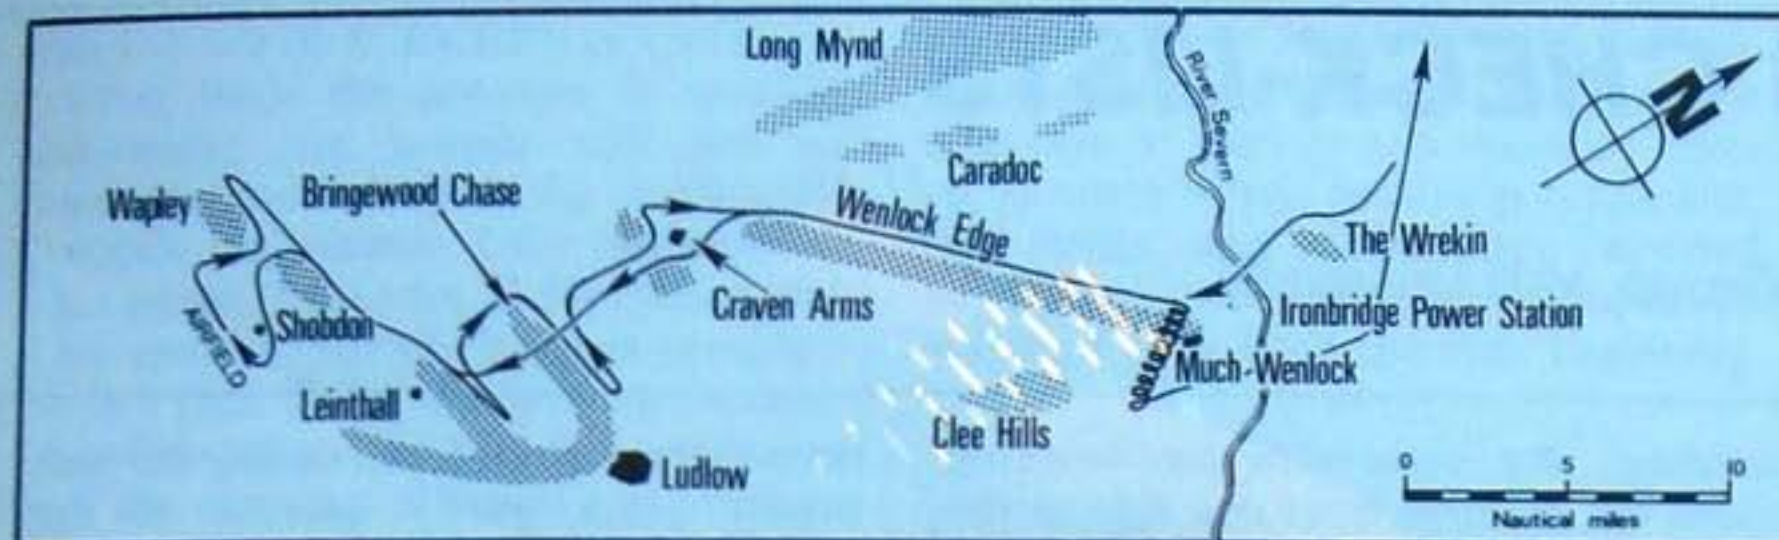 Long Mynd
River Severn
N
Wapley
Bringewood Chase
Caradoc
Wenlock Edge
The Wrekin
Craven Arms
Ironbridge Power Station
AIRFIELD
Shobdon
Much-Wenlock
Leinthall
Clee Hills
Ludlow
0 5 10
Nautical miles